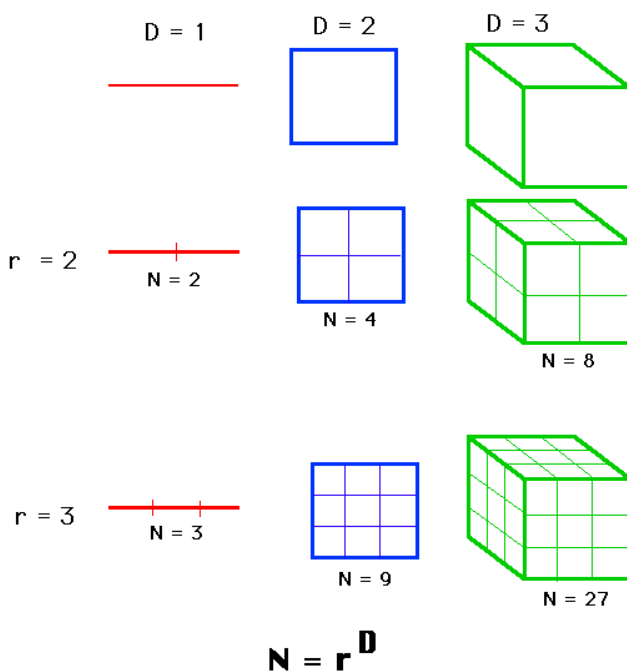 D = 1 D = 2 D = 3
r = 2
N = 2 N = 4 N = 8
r = 3
N = 3 N = 9 N = 27
N = r^D